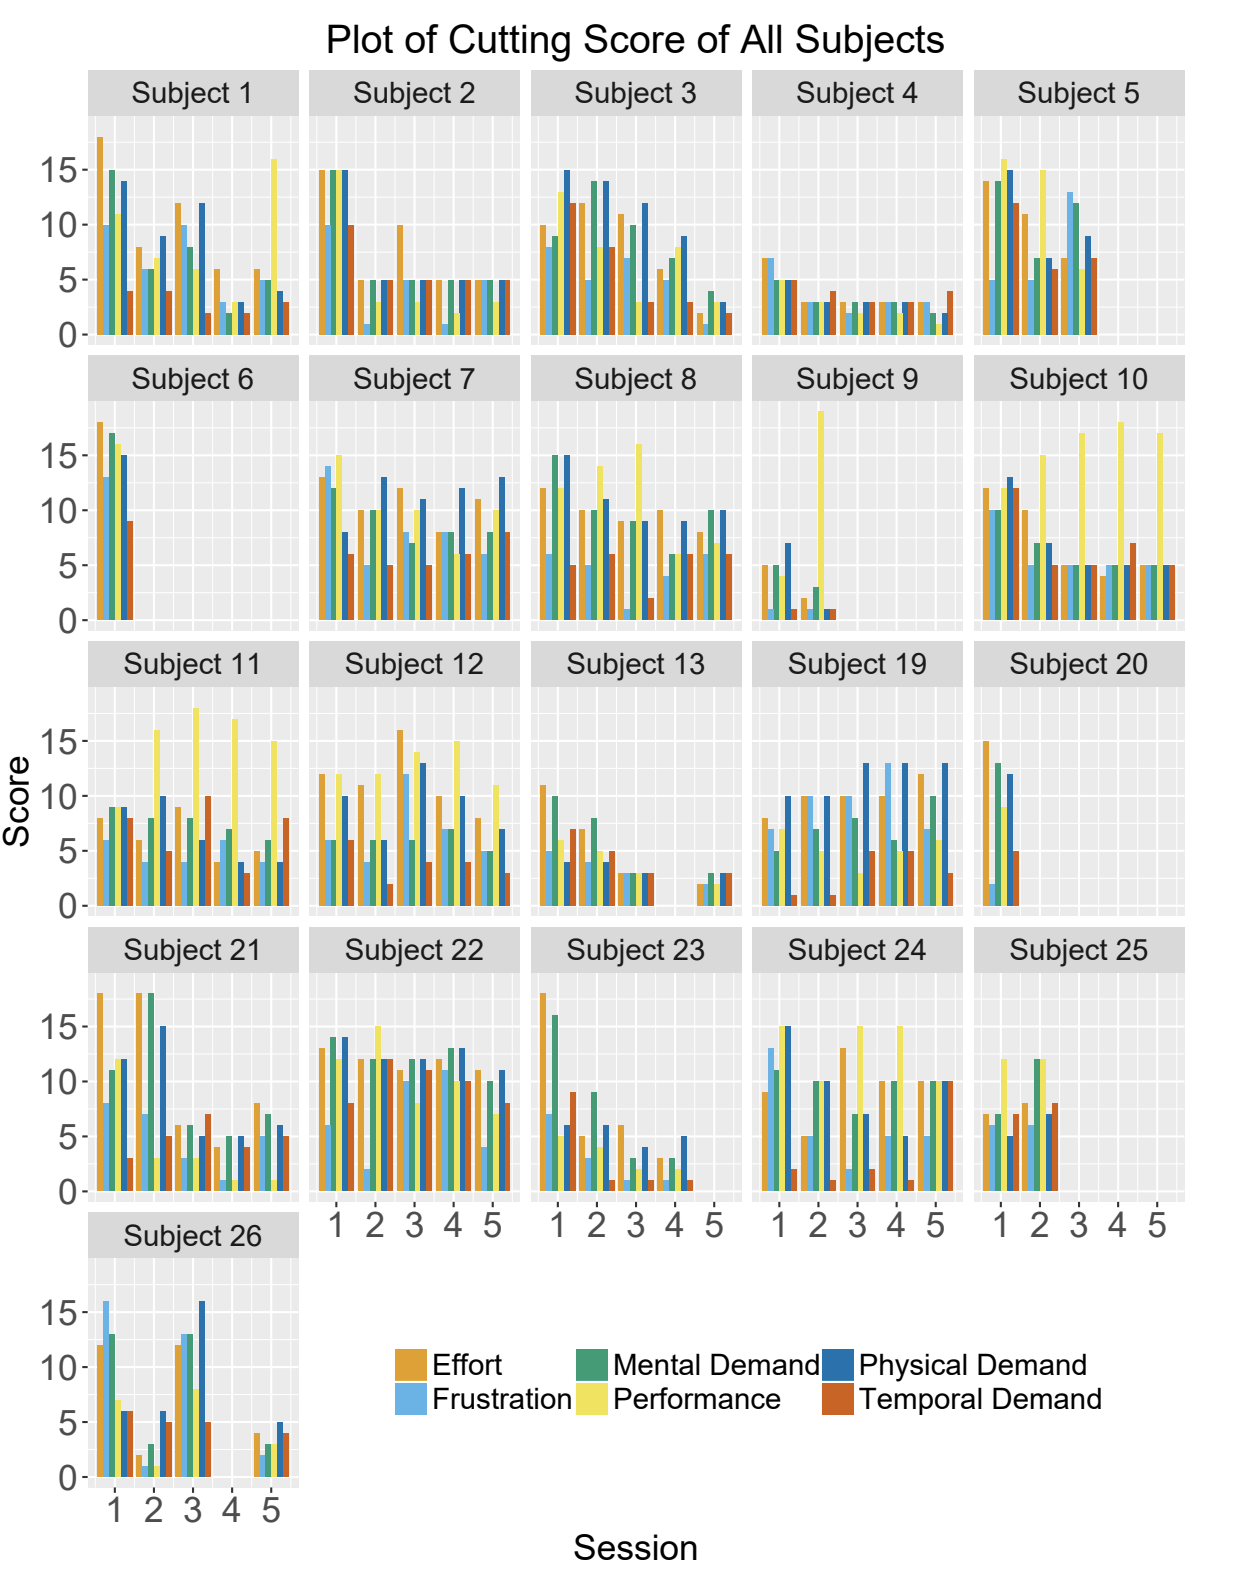 Plot of Cutting Score of All Subjects
Subject 1 Subject 2 Subject 3 Subject 4 Subject 5
15
10
5
0
Subject 6 Subject 7 Subject 8 Subject 9 Subject 10
15
10
5
0
Subject 11 Subject 12 Subject 13 Subject 19 Subject 20
15
10
5
0
Score
Subject 21 Subject 22 Subject 23 Subject 24 Subject 25
15
10
5
0
1 2 3 4 5 1 2 3 4 5 1 2 3 4 5 1 2 3 4 5
Subject 26
15
10
5
0
1 2 3 4 5
Effort Mental Demand Physical Demand
Frustration Performance Temporal Demand
Session